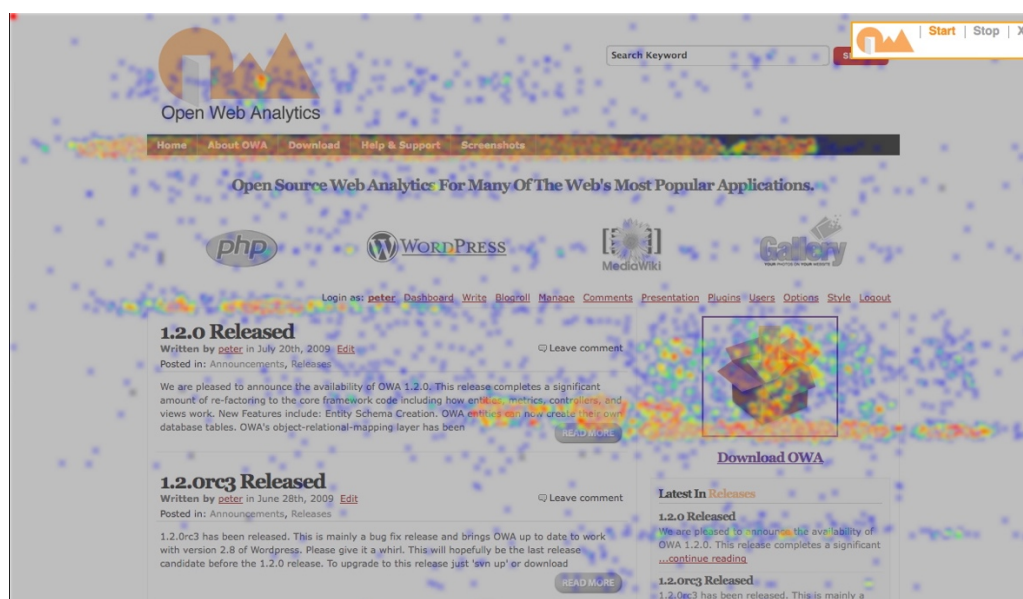 Start | Stop | X
Search Keyword
Open Web Analytics
Home About OWA Download Help & Support Screenshots
Open Source Web Analytics For Many Of The Web's Most Popular Applications.
php WORDPRESS [[ ]] MediaWiki Gallery
YOUR PHOTOS ON YOUR WEBSITE
Login as: peter Dashboard Write Blogroll Manage Comments Presentation Plugins Users Options Style Logout
1.2.0 Released
Written by peter in July 20th, 2009 Edit
Leave comment
Posted in: Announcements, Releases
We are pleased to announce the availability of OWA 1.2.0. This release completes a significant
amount of re-factoring to the core framework code including how entities, metrics, controllers, and
views work. New Features include: Entity Schema Creation. OWA entities can now create their own
database tables. OWA's object-relational-mapping layer has been
READ MORE
Download OWA
1.2.0rc3 Released
Written by peter in June 28th, 2009 Edit
Leave comment
Posted in: Announcements, Releases
1.2.0rc3 has been released. This is mainly a bug fix release and brings OWA up to date to work
with version 2.8 of Wordpress. Please give it a whirl. This will hopefully be the last release
candidate before the 1.2.0 release. To upgrade to this release just 'svn up' or download
READ MORE
Latest In Releases
1.2.0 Released
We are pleased to announce the availability of
OWA 1.2.0. This release completes a significant
...continue reading
1.2.0rc3 Released
1.2.0rc3 has been released. This is mainly a